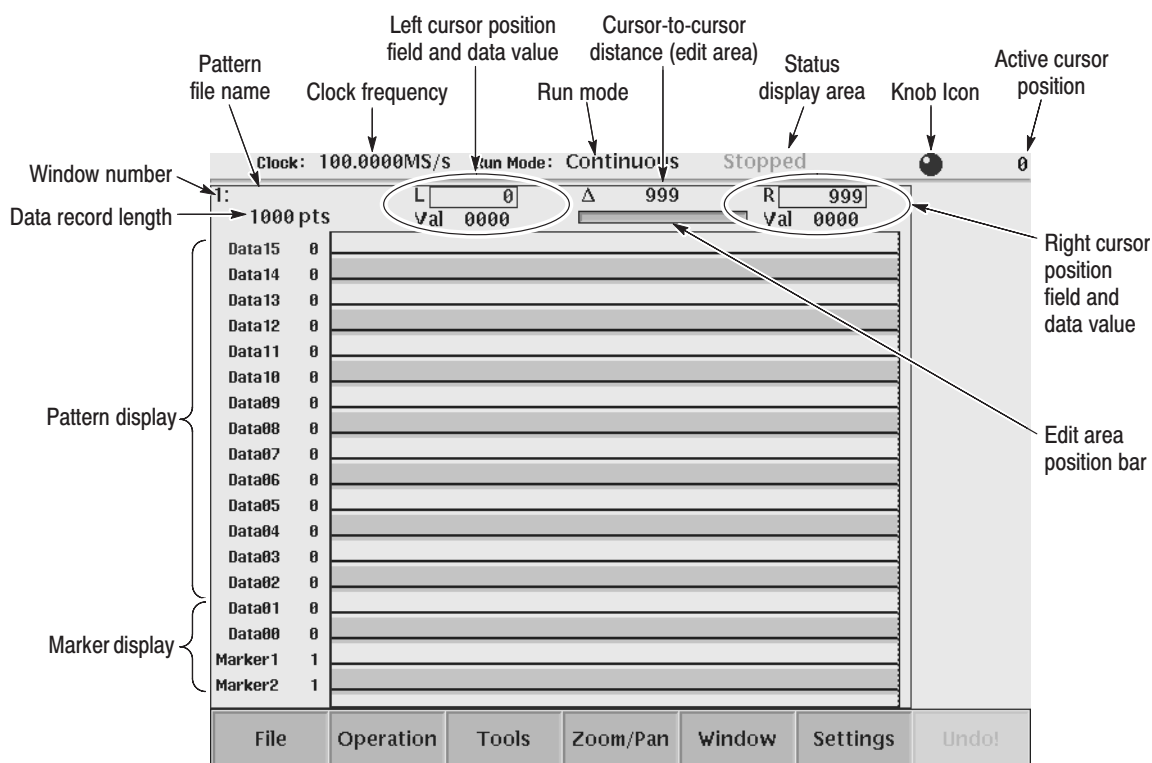 Left cursor position
field and data value
Cursor-to-cursor
distance (edit area)
Pattern
file name
Clock frequency
Run mode
Status
display area
Knob Icon
Active cursor
position
Window number
Data record length
Clock: 100.0000MS/s Run Mode: Continuous Stopped 0
1:
L 0 Δ 999 R 999
1000 pts Val 0000 Val 0000
Right cursor
position
field and
data value
Edit area
position bar
Pattern display
Marker display
Data15 0
Data14 0
Data13 0
Data12 0
Data11 0
Data10 0
Data09 0
Data08 0
Data07 0
Data06 0
Data05 0
Data04 0
Data03 0
Data02 0
Data01 0
Data00 0
Marker1 1
Marker2 1
File Operation Tools Zoom/Pan Window Settings Undo!